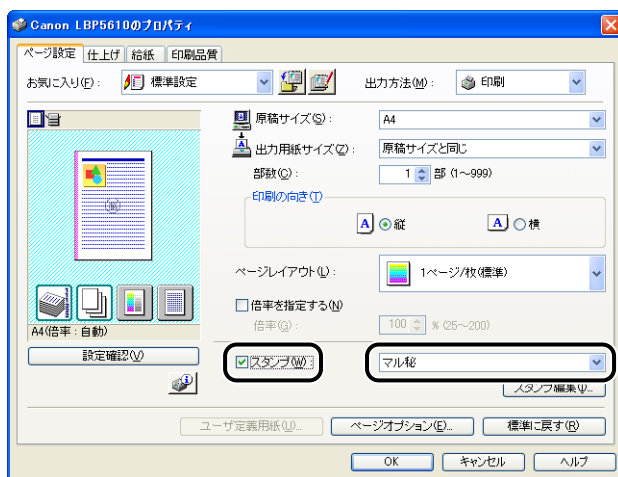 Canon LBP5610のプロパティ
ページ設定 仕上げ 給紙 印刷品質
お気に入り(F): 標準設定 出力方法(M): 印刷
原稿サイズ(S): A4
出力用紙サイズ(Z): 原稿サイズと同じ
部数(C): 1 部 (1~999)
印刷の向き(T)
A 縦 A 横
ページレイアウト(L): 1ページ/枚(標準)
倍率を指定する(N)
A4(倍率:自動)
倍率(G): 100 % (25~200)
設定確認(V)
スタンプ(W): マル秘
スタンプ編集(I)...
ユーザ定義用紙(U)... ページオプション(E)... 標準に戻す(R)
OK キャンセル ヘルプ